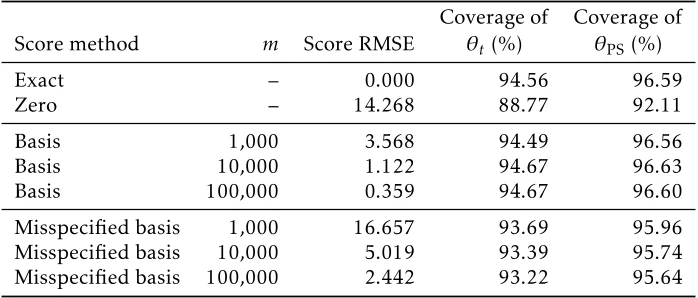 Coverage of Coverage of
Score method m Score RMSE θt (%) θPS (%)
Exact – 0.000 94.56 96.59
Zero – 14.268 88.77 92.11
Basis 1,000 3.568 94.49 96.56
Basis 10,000 1.122 94.67 96.63
Basis 100,000 0.359 94.67 96.60
Misspecified basis 1,000 16.657 93.69 95.96
Misspecified basis 10,000 5.019 93.39 95.74
Misspecified basis 100,000 2.442 93.22 95.64